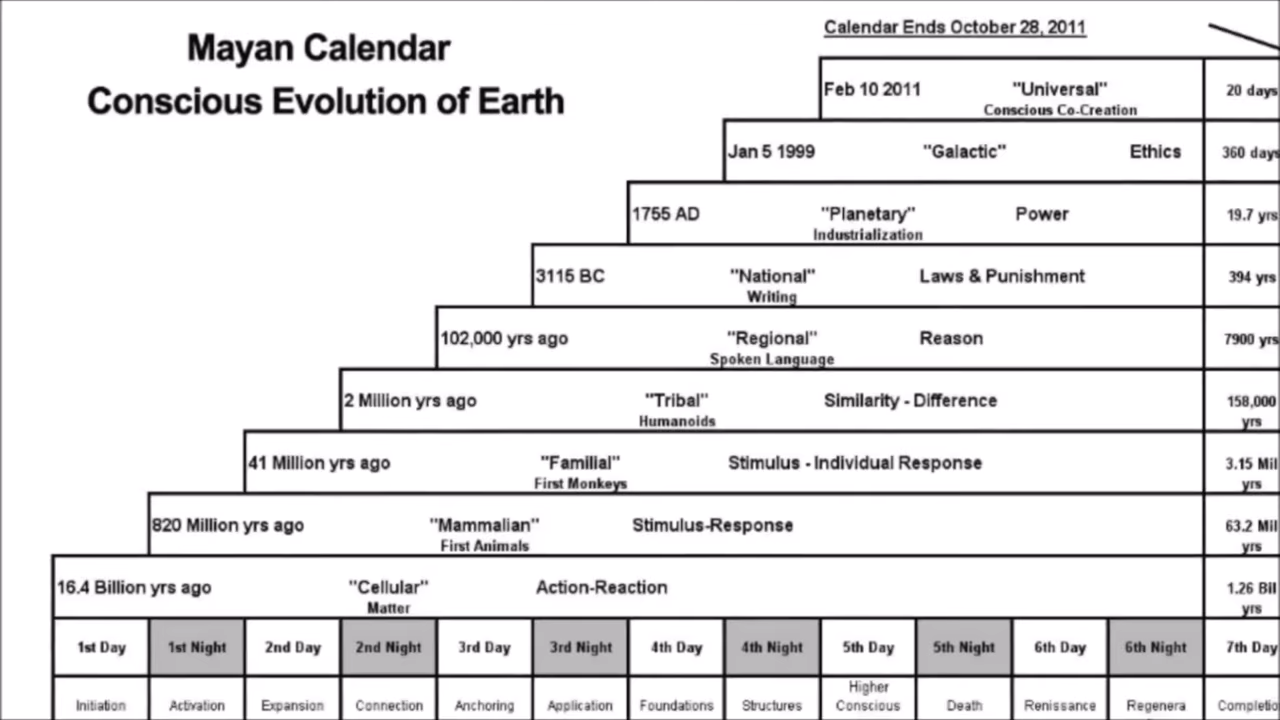 Mayan Calendar
Conscious Evolution of Earth
Calendar Ends October 28, 2011
Feb 10 2011 "Universal" 20 days
Conscious Co-Creation
Jan 5 1999 "Galactic" Ethics 360 days
1755 AD "Planetary" Power 19.7 yrs
Industrialization
3115 BC "National" Laws & Punishment 394 yrs
Writing
102,000 yrs ago "Regional" Reason 7900 yrs
Spoken Language
2 Million yrs ago "Tribal" Similarity - Difference 158,000
Humanoids yrs
41 Million yrs ago "Familial" Stimulus - Individual Response 3.15 Mil
First Monkeys yrs
820 Million yrs ago "Mammalian" Stimulus-Response 63.2 Mil
First Animals yrs
16.4 Billion yrs ago "Cellular" Action-Reaction 1.26 Bil
Matter yrs
1st Day 1st Night 2nd Day 2nd Night 3rd Day 3rd Night 4th Day 4th Night 5th Day 5th Night 6th Day 6th Night 7th Day
Higher
Initiation Activation Expansion Connection Anchoring Application Foundations Structures Conscious Death Renissance Regenera Completio